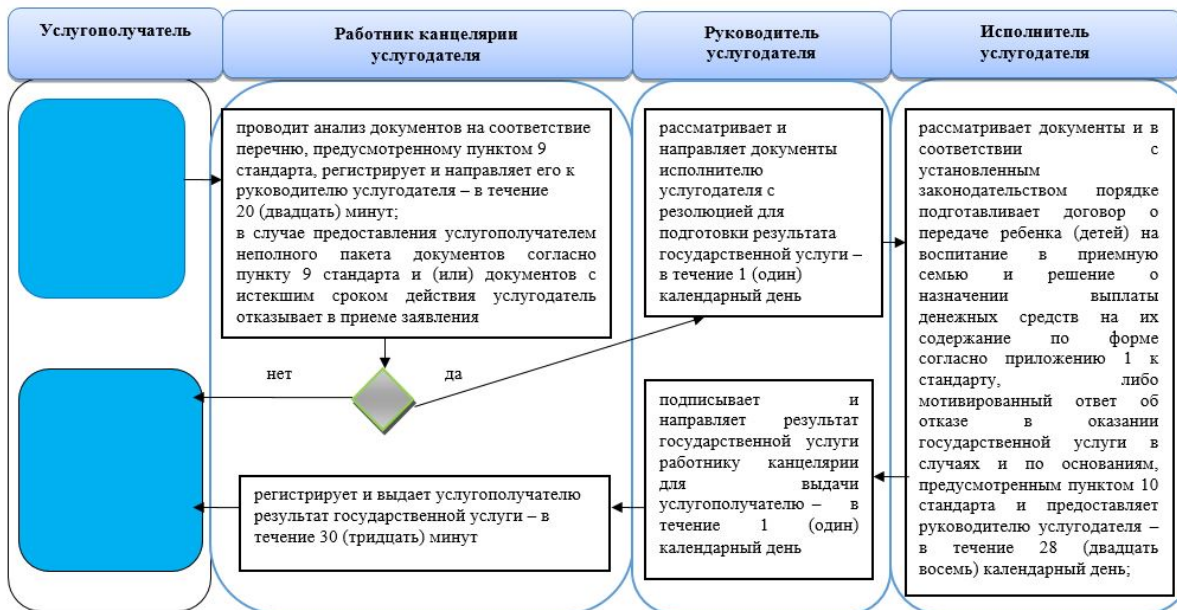 Услугополучатель
Работник канцелярии
услугодателя
Руководитель
услугодателя
Исполнитель
услугодателя
проводит анализ документов на соответствие
перечню, предусмотренному пунктом 9
стандарта, регистрирует и направляет его к
руководителю услугодателя – в течение
20 (двадцать) минут;
в случае предоставления услугополучателем
неполного пакета документов согласно
пункту 9 стандарта и (или) документов с
истекшим сроком действия услугодатель
отказывает в приеме заявления
рассматривает и
направляет документы
исполнителю
услугодателя с
резолюцией для
подготовки результата
государственной услуги –
в течение 1 (один)
календарный день
рассматривает документы и в
соответствии с
установленным
законодательством порядке
подготавливает договор о
передаче ребенка (детей) на
воспитание в приемную
семью и решение о
назначении выплаты
денежных средств на их
содержание по форме
согласно приложению 1 к
стандарту, либо
мотивированный ответ об
отказе в оказании
государственной услуги в
случаях и по основаниям,
предусмотренным пунктом 10
стандарта и предоставляет
руководителю услугодателя –
в течение 28 (двадцать
восемь) календарный день;
нет
да
подписывает и
направляет результат
государственной услуги
работнику канцелярии
для выдачи
услугополучателю – в
течение 1 (один)
календарный день
регистрирует и выдает услугополучателю
результат государственной услуги – в
течение 30 (тридцать) минут